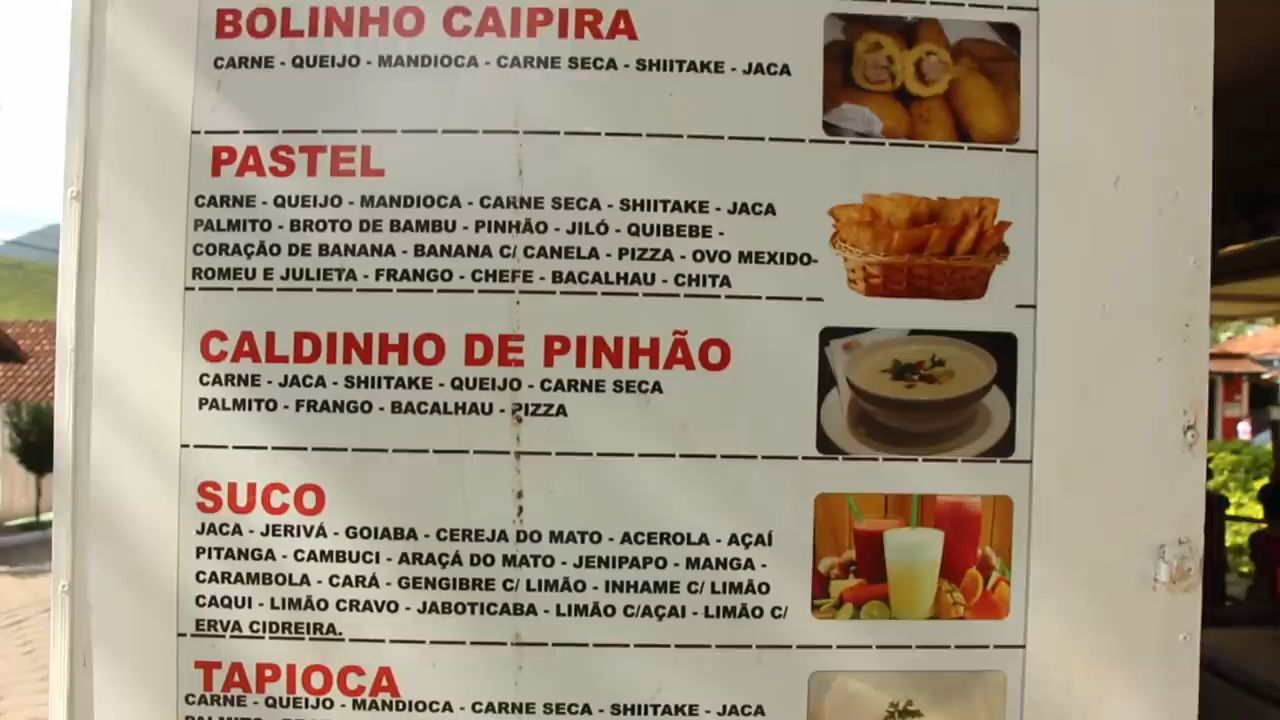 BOLINHO CAIPIRA
CARNE - QUEIJO - MANDIOCA - CARNE SECA - SHIITAKE - JACA
PASTEL
CARNE - QUEIJO - MANDIOCA - CARNE SECA - SHIITAKE - JACA
PALMITO - BROTO DE BAMBU - PINHÃO - JILÓ - QUIBEBE -
CORAÇÃO DE BANANA - BANANA C/ CANELA - PIZZA - OVO MEXIDO-
ROMEU E JULIETA - FRANGO - CHEFE - BACALHAU - CHITA
CALDINHO DE PINHÃO
CARNE - JACA - SHIITAKE - QUEIJO - CARNE SECA
PALMITO - FRANGO - BACALHAU - PIZZA
SUCO
JACA - JERIVÁ - GOIABA - CEREJA DO MATO - ACEROLA - AÇAÍ
PITANGA - CAMBUCI - ARAÇÁ DO MATO - JENIPAPO - MANGA -
CARAMBOLA - CARÁ - GENGIBRE C/ LIMÃO - INHAME C/ LIMÃO
CAQUI - LIMÃO CRAVO - JABOTICABA - LIMÃO C/AÇAI - LIMÃO C/
ERVA CIDREIRA.
TAPIOCA
CARNE - QUEIJO - MANDIOCA - CARNE SECA - SHIITAKE - JACA